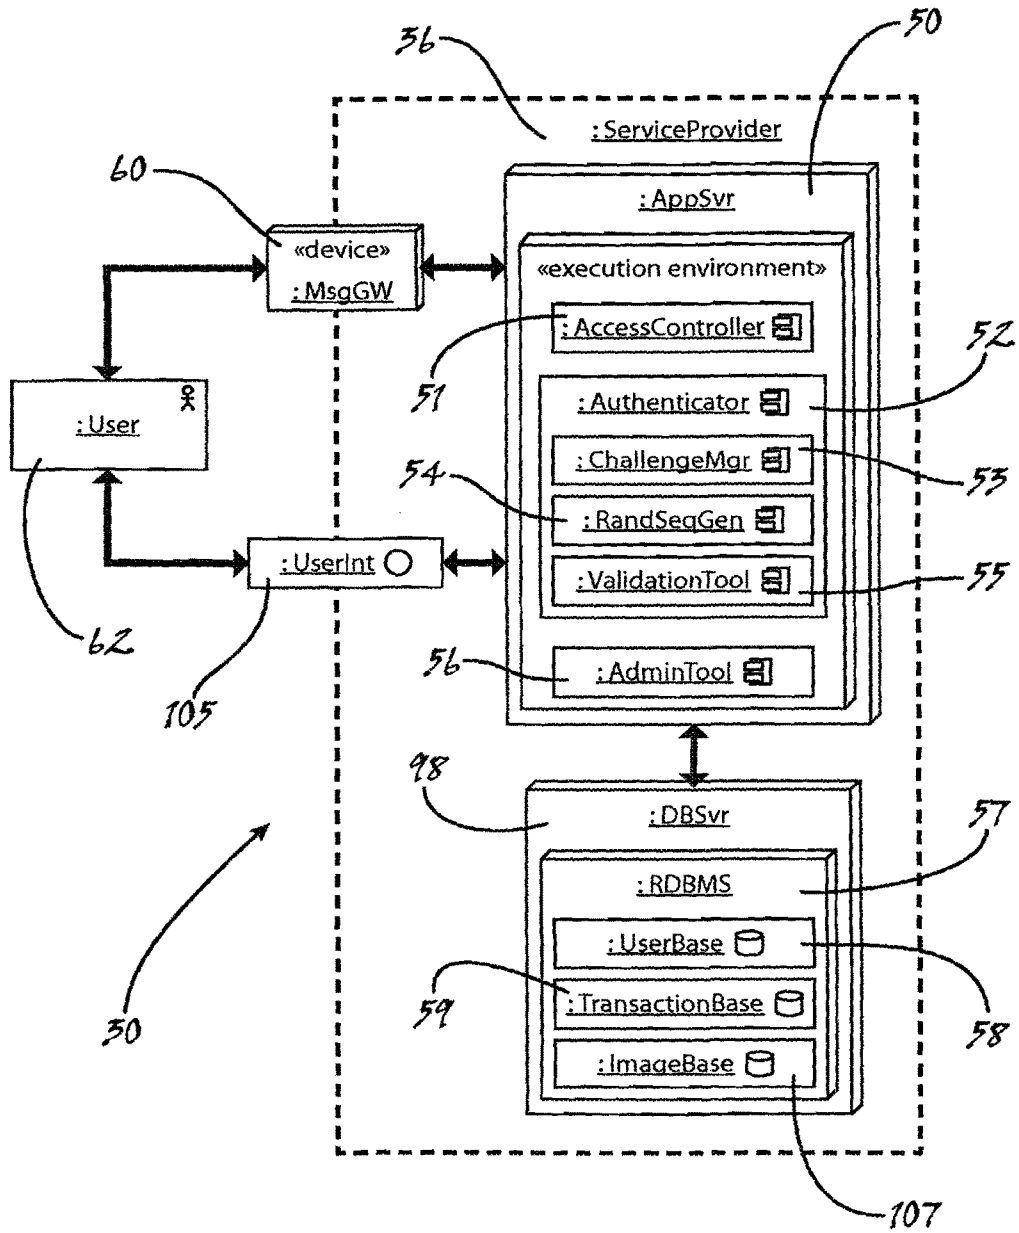 36
50
:ServiceProvider
60
:AppSvr
«device»
:MsgGW
«execution environment»
:AccessController
51
52
:Authenticator
:User
:ChallengeMgr
53
54
:RandSeqGen
:UserInt
:ValidationTool
55
62
105
56
:AdminTool
98
:DBSvr
57
:RDBMS
:UserBase
59
:TransactionBase
58
30
:ImageBase
107